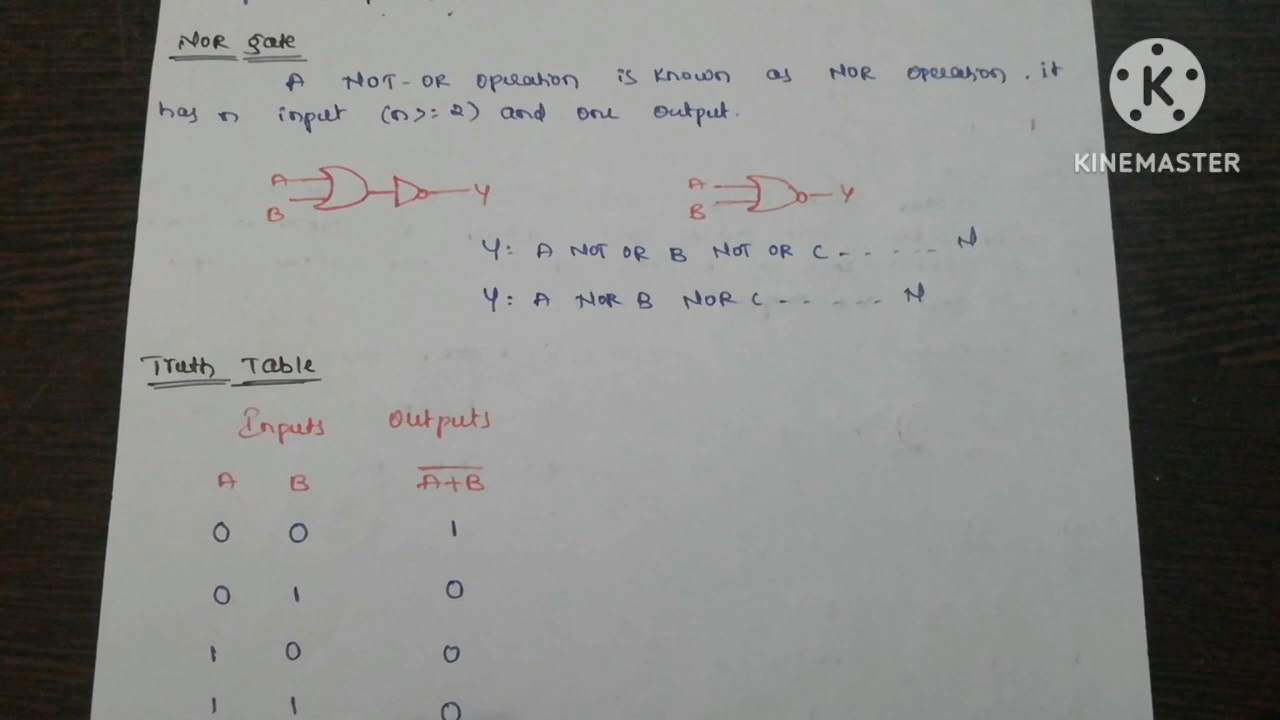 NOR gate
A NOT-OR operation is known as NOR operation. it
has n input (n>=2) and one output.
A
B
Y
A
B
Y
Y: A NOT OR B NOT OR C - - - - - - N
Y: A NOR B NOR C - - - - - - N
Truth Table
Inputs Outputs
A B A̅+̅B̅
0 0 1
0 1 0
1 0 0
1 1 0
K
KINEMASTER